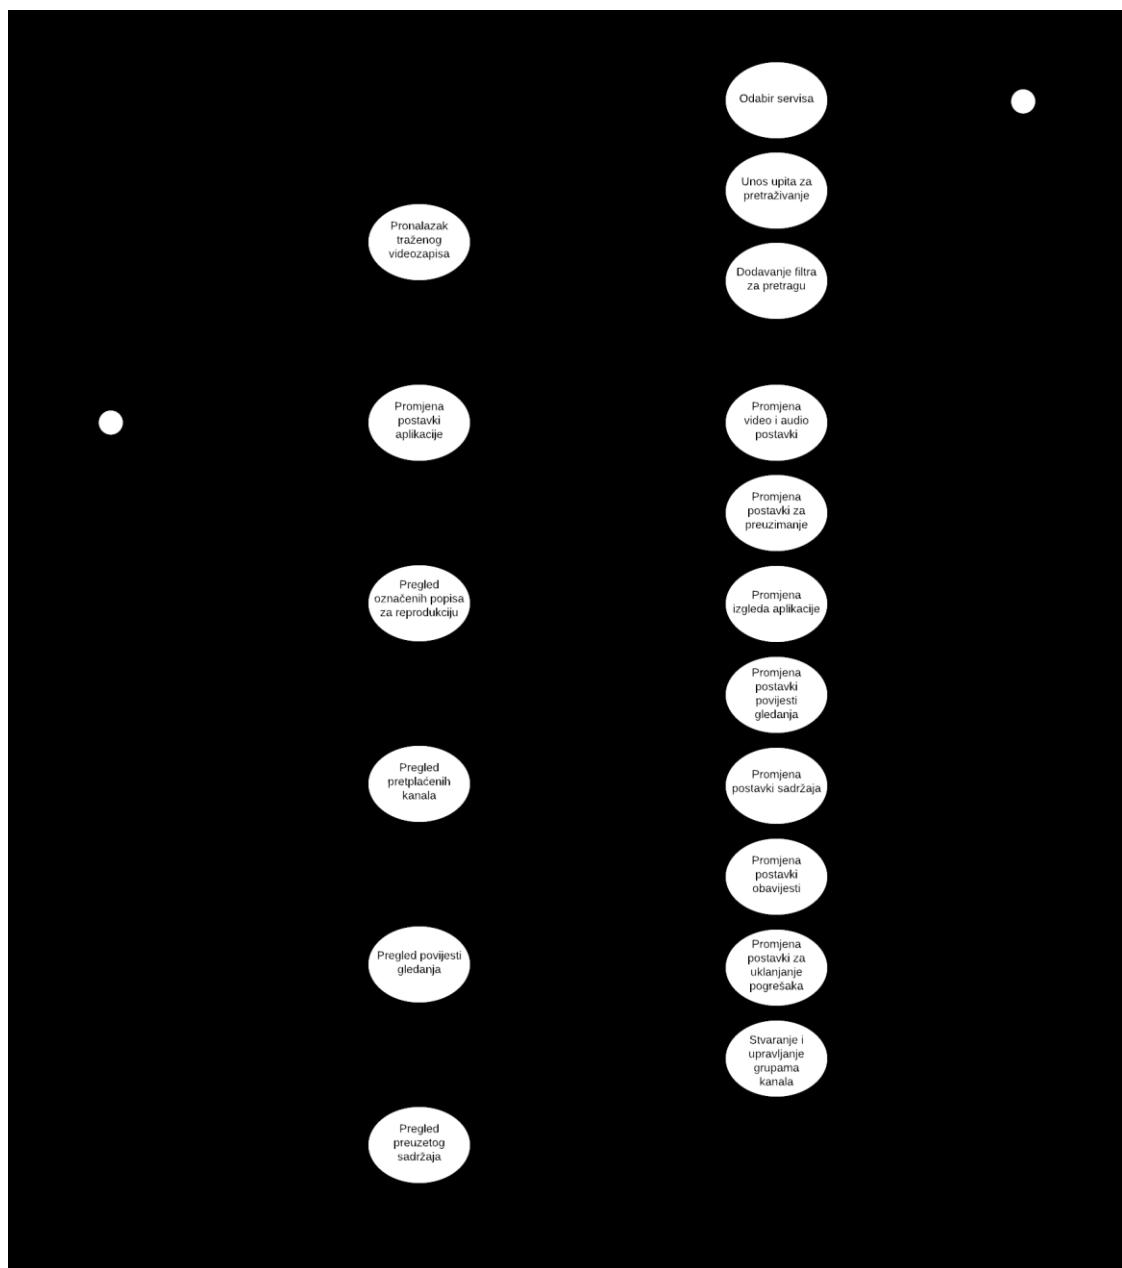 Odabir servisa
Unos upita za
pretraživanje
Pronalazak
traženog
videozapisa
Dodavanje filtra
za pretragu
Promjena
postavki
aplikacije
Promjena
video i audio
postavki
Promjena
postavki za
preuzimanje
Pregled
označenih popisa
za reprodukciju
Promjena
izgleda aplikacije
Promjena
postavki
povijesti
gledanja
Pregled
pretplaćenih
kanala
Promjena
postavki sadržaja
Promjena
postavki
obavijesti
Pregled povijesti
gledanja
Promjena
postavki za
uklanjanje
pogrešaka
Stvaranje i
upravljanje
grupama
kanala
Pregled
preuzetog
sadržaja